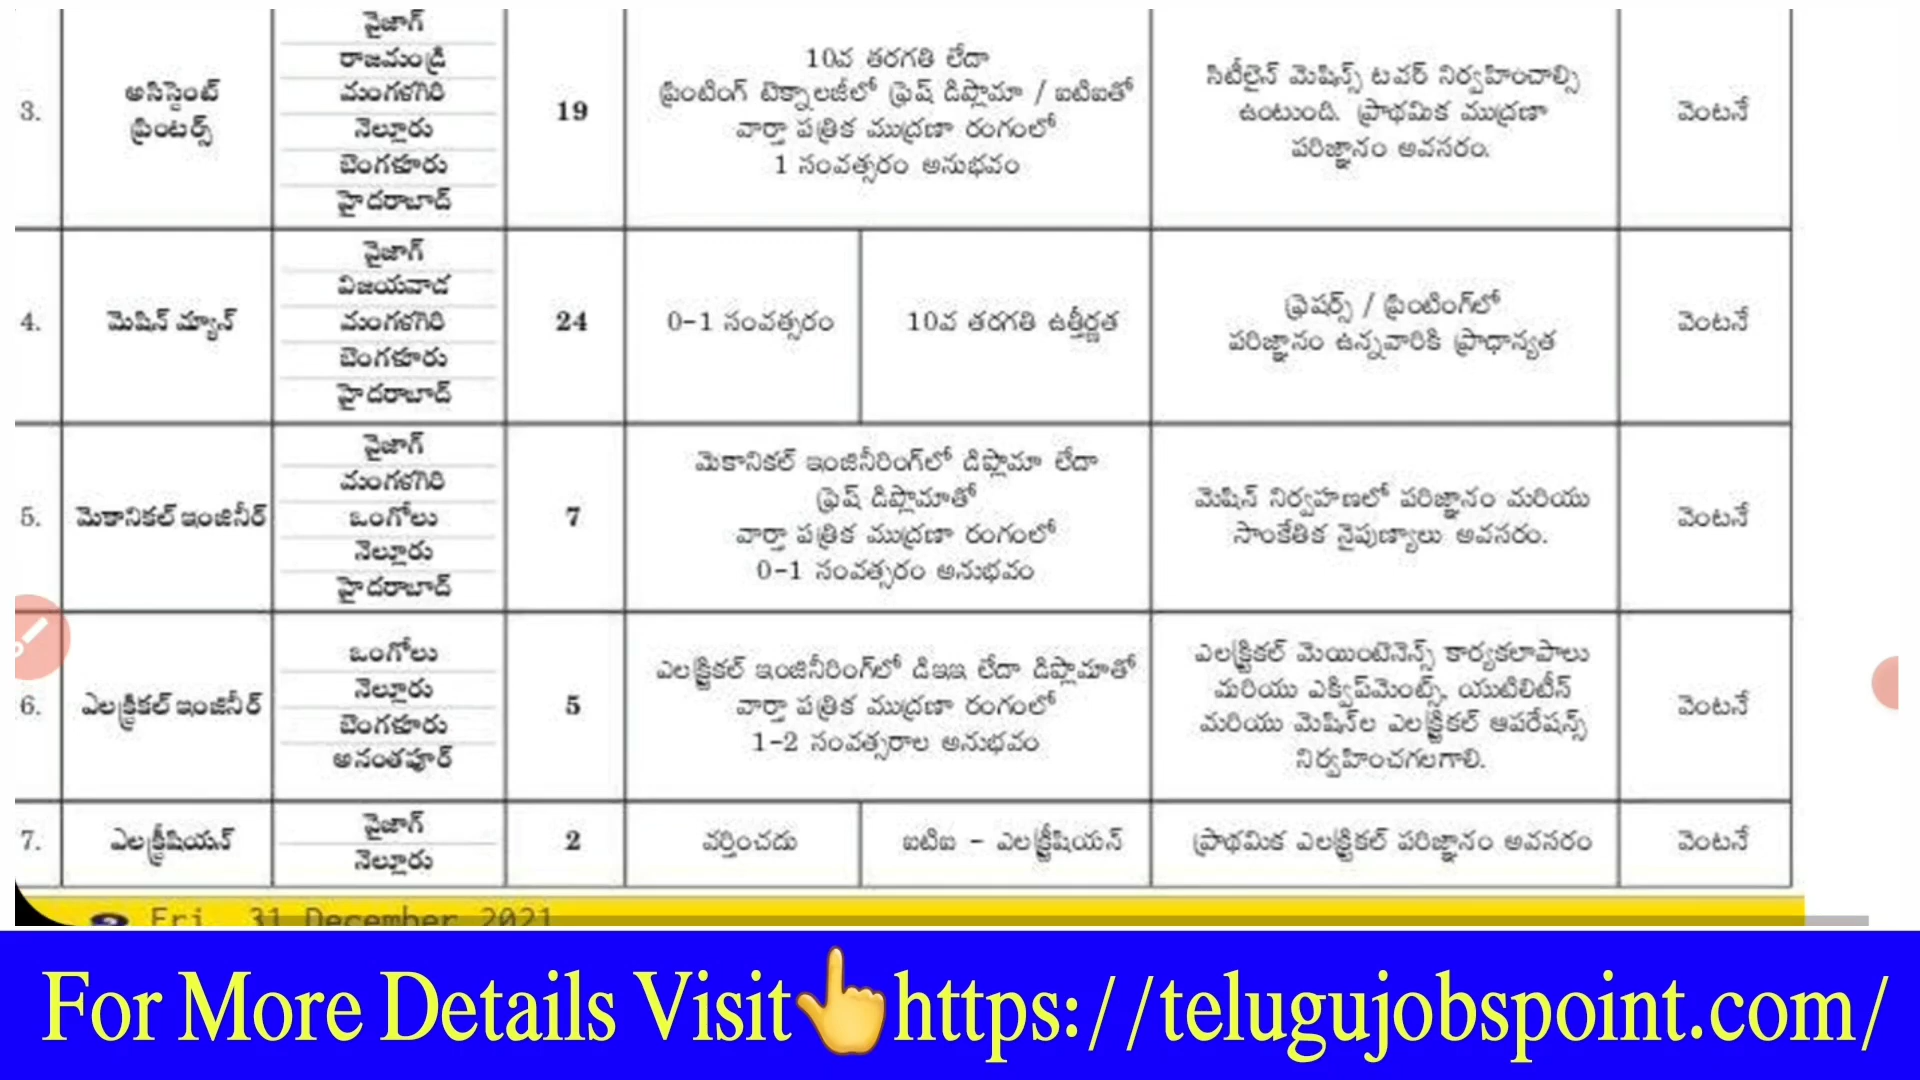 3.
అసిస్టెంట్
ప్రింటర్స్
వైజాగ్
రాజమండ్రి
మంగళగిరి
నెల్లూరు
బెంగళూరు
హైదరాబాద్
19
10వ తరగతి లేదా
ప్రింటింగ్ టెక్నాలజీలో ఫ్రెష్ డిప్లొమా / ఐటిఐతో
వార్తా పత్రిక ముద్రణా రంగంలో
1 సంవత్సరం అనుభవం
సిటీలైన్ మెషిన్స్ టవర్ నిర్వహించాల్సి
ఉంటుంది. ప్రాథమిక ముద్రణా
పరిజ్ఞానం అవసరం.
వెంటనే
4.
మెషిన్ మ్యాన్
వైజాగ్
విజయవాడ
మంగళగిరి
బెంగళూరు
హైదరాబాద్
24
0-1 సంవత్సరం
10వ తరగతి ఉత్తీర్ణత
ఫ్రెషర్స్ / ప్రింటింగ్‌లో
పరిజ్ఞానం ఉన్నవారికి ప్రాధాన్యత
వెంటనే
5.
మెకానికల్ ఇంజినీర్
వైజాగ్
మంగళగిరి
ఒంగోలు
నెల్లూరు
హైదరాబాద్
7
మెకానికల్ ఇంజినీరింగ్‌లో డిప్లొమా లేదా
ఫ్రెష్ డిప్లొమాతో
వార్తా పత్రిక ముద్రణా రంగంలో
0-1 సంవత్సరం అనుభవం
మెషిన్ నిర్వహణలో పరిజ్ఞానం మరియు
సాంకేతిక నైపుణ్యాలు అవసరం.
వెంటనే
6.
ఎలక్ట్రికల్ ఇంజినీర్
ఒంగోలు
నెల్లూరు
బెంగళూరు
అనంతపూర్
5
ఎలక్ట్రికల్ ఇంజినీరింగ్‌లో డిఇఇ లేదా డిప్లొమాతో
వార్తా పత్రిక ముద్రణా రంగంలో
1-2 సంవత్సరాల అనుభవం
ఎలక్ట్రికల్ మెయింటెనెన్స్ కార్యకలాపాలు
మరియు ఎక్విప్‌మెంట్స్, యుటిలిటీస్
మరియు మెషిన్‌ల ఎలక్ట్రికల్ ఆపరేషన్స్
నిర్వహించగలగాలి.
వెంటనే
7.
ఎలక్ట్రీషియన్
వైజాగ్
నెల్లూరు
2
వర్తించదు
ఐటిఐ - ఎలక్ట్రీషియన్
ప్రాథమిక ఎలక్ట్రికల్ పరిజ్ఞానం అవసరం
వెంటనే
Fri, 31 December 2021
For More Details Visit👆https://telugujobspoint.com/